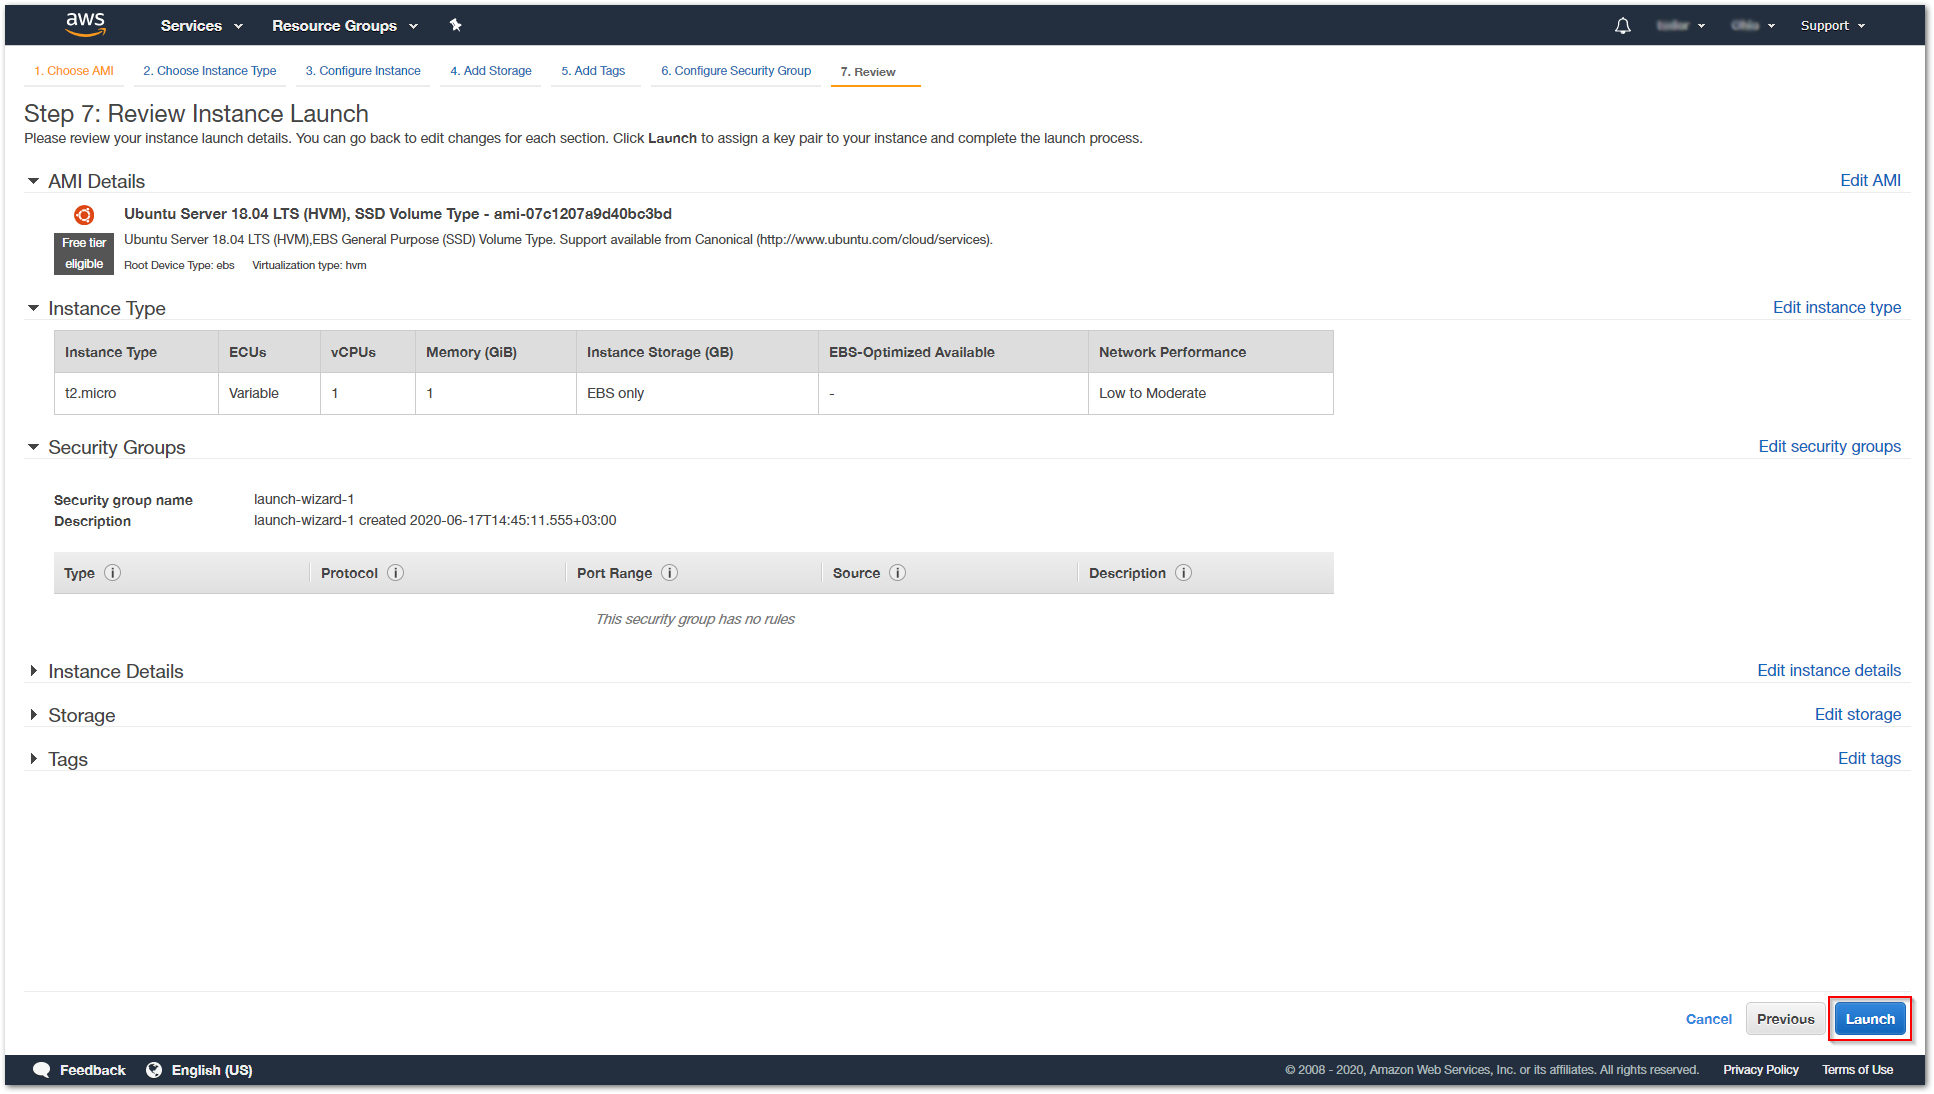 aws Services Resource Groups Support
1. Choose AMI 2. Choose Instance Type 3. Configure Instance 4. Add Storage 5. Add Tags 6. Configure Security Group 7. Review
Step 7: Review Instance Launch
Please review your instance launch details. You can go back to edit changes for each section. Click Launch to assign a key pair to your instance and complete the launch process.
AMI Details Edit AMI
Ubuntu Server 18.04 LTS (HVM), SSD Volume Type - ami-07c1207a9d40bc3bd
Free tier
eligible
Ubuntu Server 18.04 LTS (HVM),EBS General Purpose (SSD) Volume Type. Support available from Canonical (http://www.ubuntu.com/cloud/services).
Root Device Type: ebs Virtualization type: hvm
Instance Type Edit instance type
Instance Type ECUs vCPUs Memory (GiB) Instance Storage (GB) EBS-Optimized Available Network Performance
t2.micro Variable 1 1 EBS only - Low to Moderate
Security Groups Edit security groups
Security group name launch-wizard-1
Description launch-wizard-1 created 2020-06-17T14:45:11.555+03:00
Type i Protocol i Port Range i Source i Description i
This security group has no rules
Instance Details Edit instance details
Storage Edit storage
Tags Edit tags
Cancel Previous Launch
Feedback English (US) © 2008 - 2020, Amazon Web Services, Inc. or its affiliates. All rights reserved. Privacy Policy Terms of Use